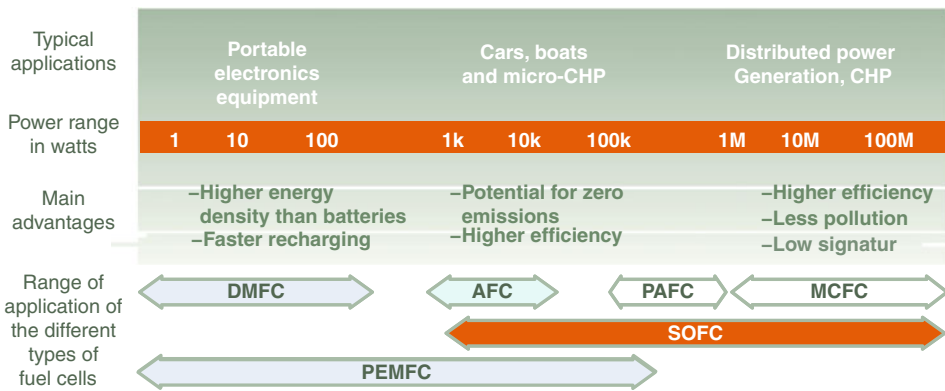 Typical
applications
Portable
electronics
equipment
Cars, boats
and micro-CHP
Distributed power
Generation, CHP
Power range
in watts
1 10 100 1k 10k 100k 1M 10M 100M
Main
advantages
–Higher energy
density than batteries
–Faster recharging
–Potential for zero
emissions
–Higher efficiency
–Higher efficiency
–Less pollution
–Low signatur
Range of
application of
the different
types of
fuel cells
DMFC AFC PAFC MCFC
SOFC
PEMFC